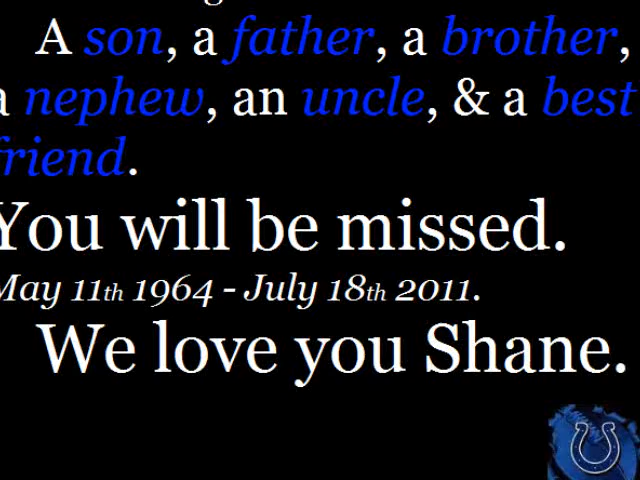 A son, a father, a brother,
a nephew, an uncle, & a best
friend.
You will be missed.
May 11th 1964 - July 18th 2011.
We love you Shane.